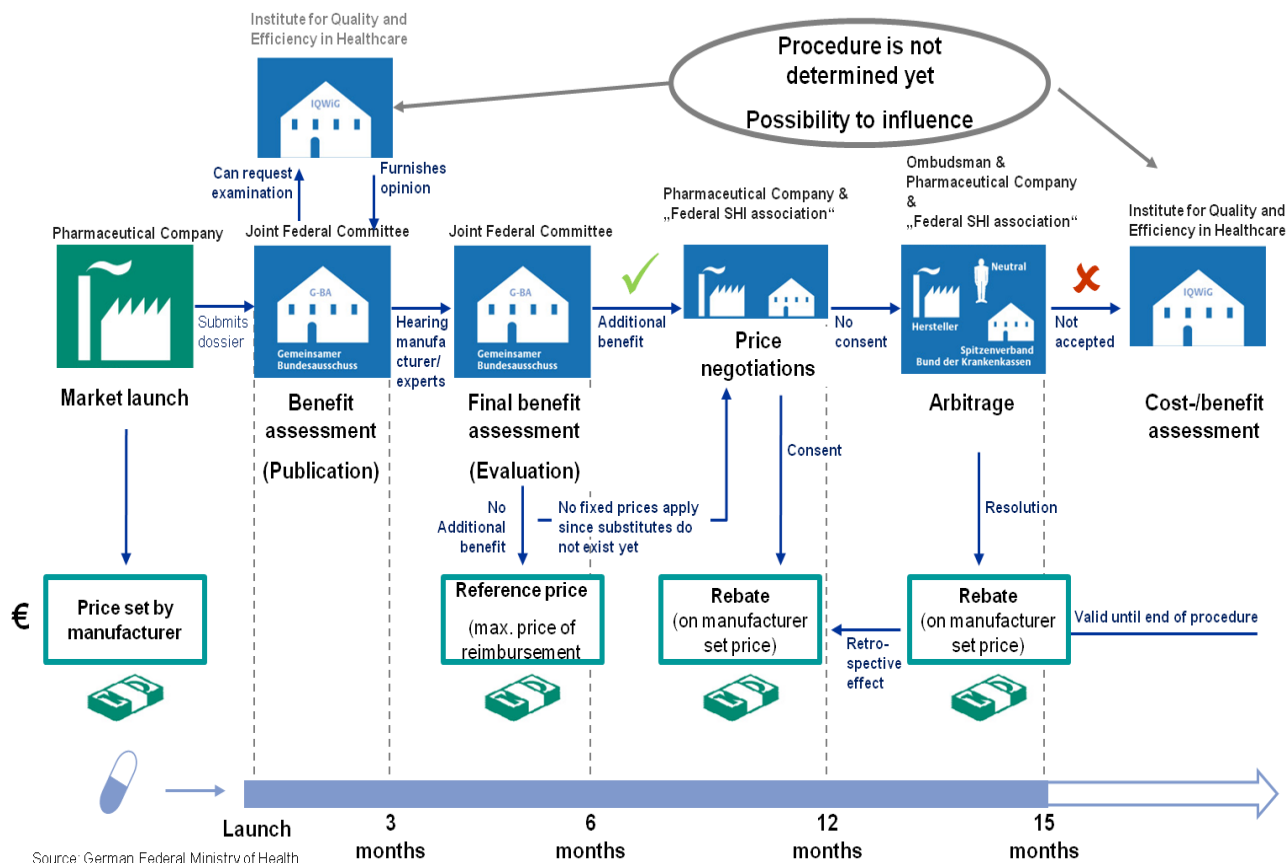 Institute for Quality and
Efficiency in Healthcare
IQWiG
Procedure is not
determined yet
Possibility to influence
Can request
examination
Furnishes
opinion
Pharmaceutical Company &
„Federal SHI association“
Ombudsman &
Pharmaceutical Company
&
„Federal SHI association“
Institute for Quality and
Efficiency in Healthcare
Pharmaceutical Company
Joint Federal Committee
Joint Federal Committee
G-BA
Gemeinsamer
Bundesausschuss
G-BA
Gemeinsamer
Bundesausschuss
Neutral
Hersteller
Spitzenverband
Bund der Krankenkassen
IQWiG
Submits
dossier
Hearing
manufa
cturer/
experts
Additional
benefit
No
consent
Not
accepted
Market launch
Benefit
assessment
(Publication)
Final benefit
assessment
(Evaluation)
Price
negotiations
Arbitrage
Cost-/benefit
assessment
No
Additional
benefit
No fixed prices apply
since substitutes do
not exist yet
Consent
Resolution
€
Price set by
manufacturer
Reference price
(max. price of
reimbursement
Rebate
(on manufacturer
set price)
Retro-
spective
effect
Rebate
(on manufacturer
set price)
Valid until end of procedure
Launch
3
months
6
months
12
months
15
months
Source: German Federal Ministry of Health